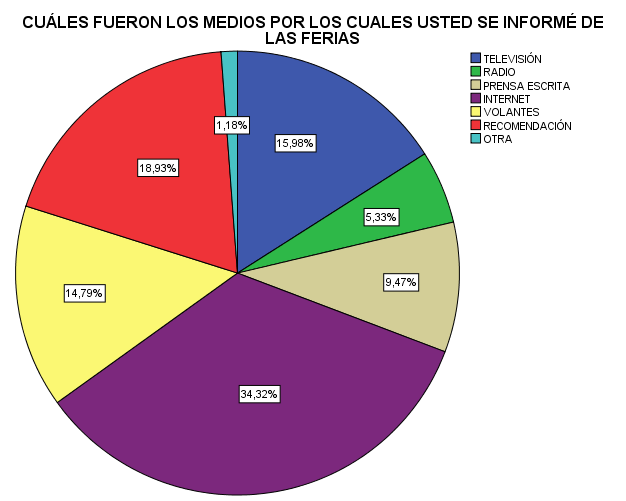 CUÁLES FUERON LOS MEDIOS POR LOS CUALES USTED SE INFORMÉ DE
LAS FERIAS
TELEVISIÓN
RADIO
PRENSA ESCRITA
INTERNET
VOLANTES
RECOMENDACIÓN
OTRA
1,18%
15,98%
18,93%
5,33%
9,47%
14,79%
34,32%